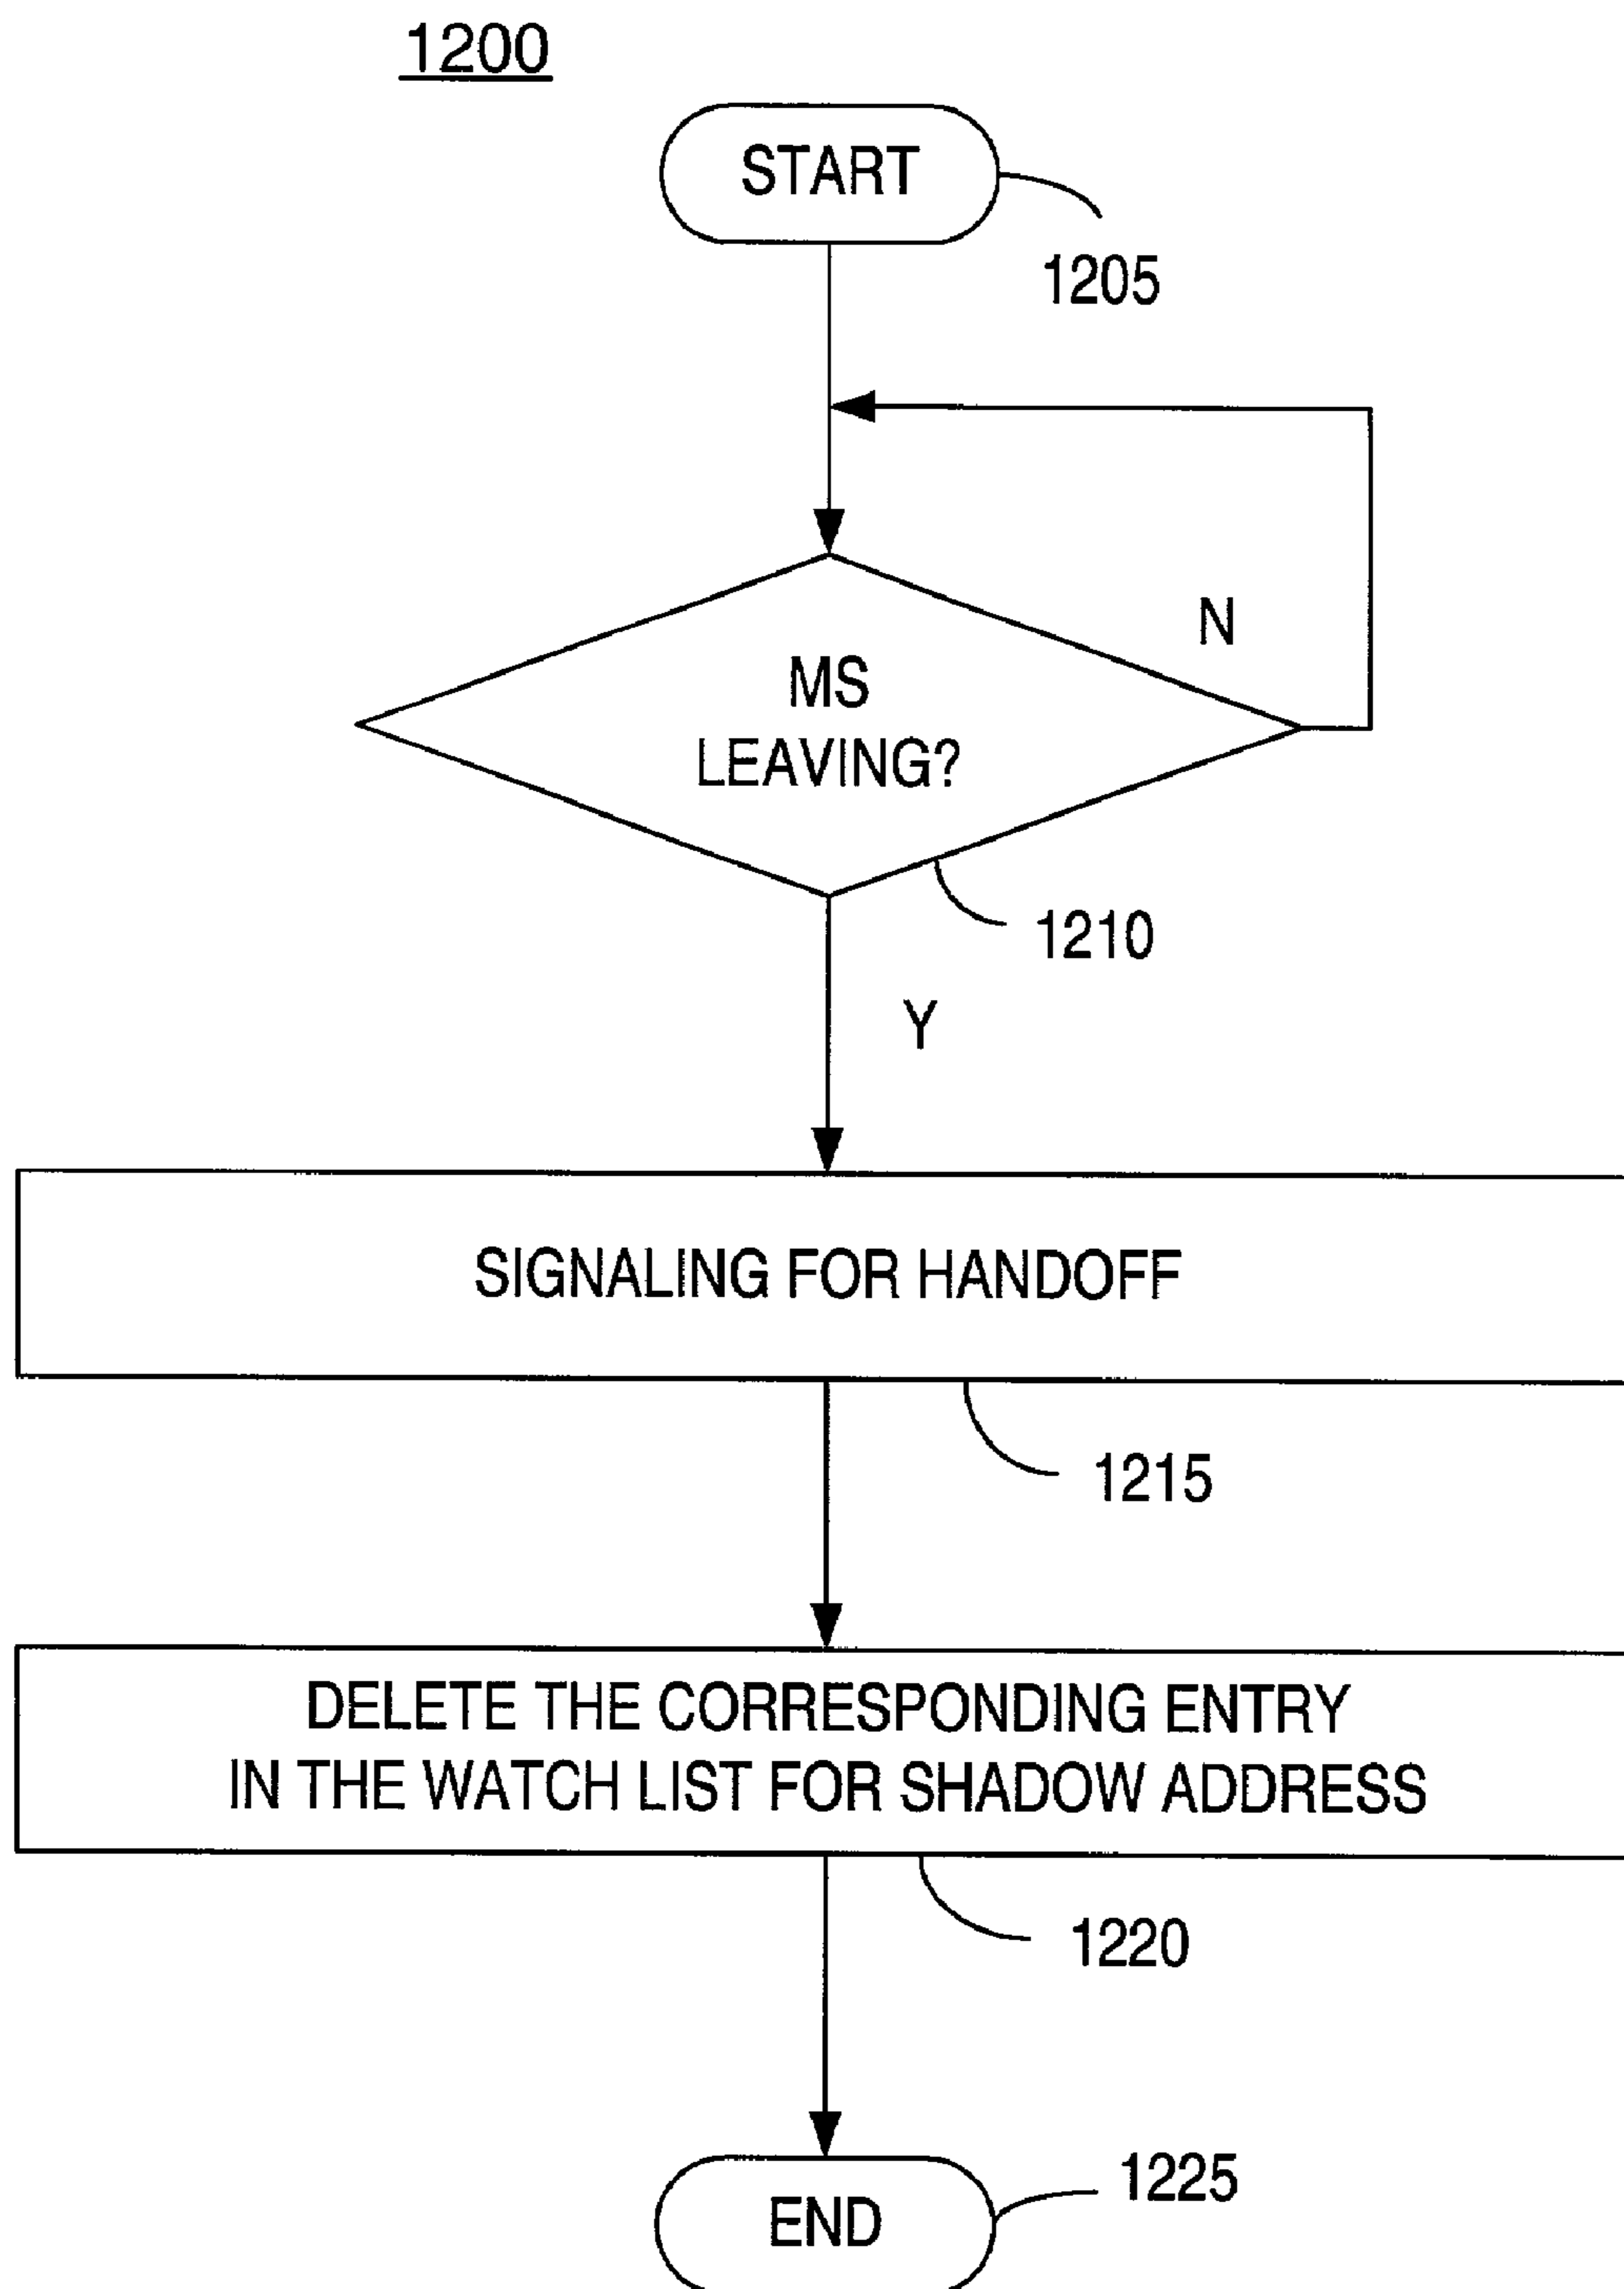 1200
START
1205
N
MS
LEAVING?
1210
Y
SIGNALING FOR HANDOFF
1215
DELETE THE CORRESPONDING ENTRY
IN THE WATCH LIST FOR SHADOW ADDRESS
1220
1225
END